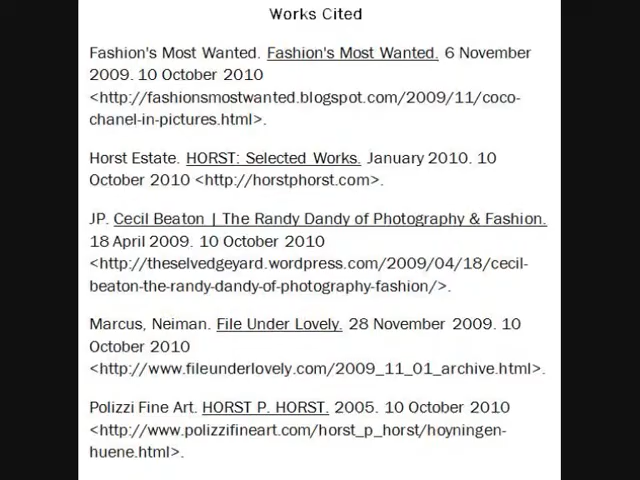 Works Cited
Fashion's Most Wanted. Fashion's Most Wanted. 6 November
2009. 10 October 2010
<http://fashionsmostwanted.blogspot.com/2009/11/coco-
chanel-in-pictures.html>.
Horst Estate. HORST: Selected Works. January 2010. 10
October 2010 <http://horstphorst.com>.
JP. Cecil Beaton | The Randy Dandy of Photography & Fashion.
18 April 2009. 10 October 2010
<http://theselvedgeyard.wordpress.com/2009/04/18/cecil-
beaton-the-randy-dandy-of-photography-fashion/>.
Marcus, Neiman. File Under Lovely. 28 November 2009. 10
October 2010
<http://www.fileunderlovely.com/2009_11_01_archive.html>.
Polizzi Fine Art. HORST P. HORST. 2005. 10 October 2010
<http://www.polizzifineart.com/horst_p_horst/hoyningen-
huene.html>.